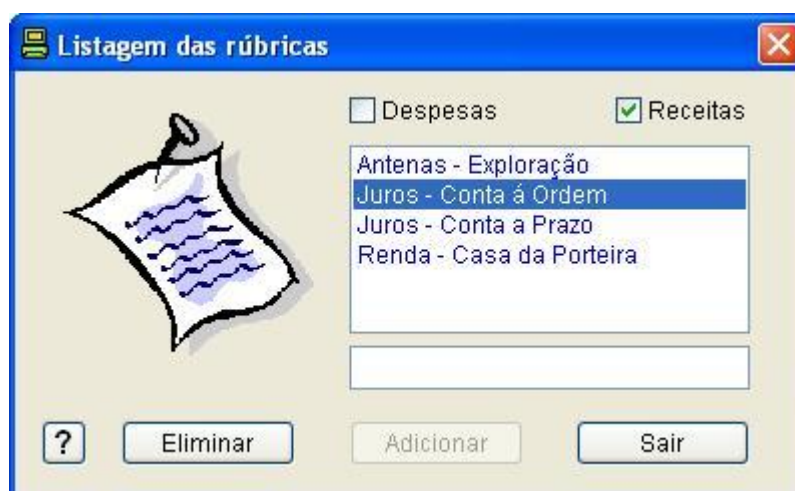 Listagem das rúbricas
Despesas Receitas
Antenas - Exploração
Juros - Conta á Ordem
Juros - Conta a Prazo
Renda - Casa da Porteira
? Eliminar Adicionar Sair